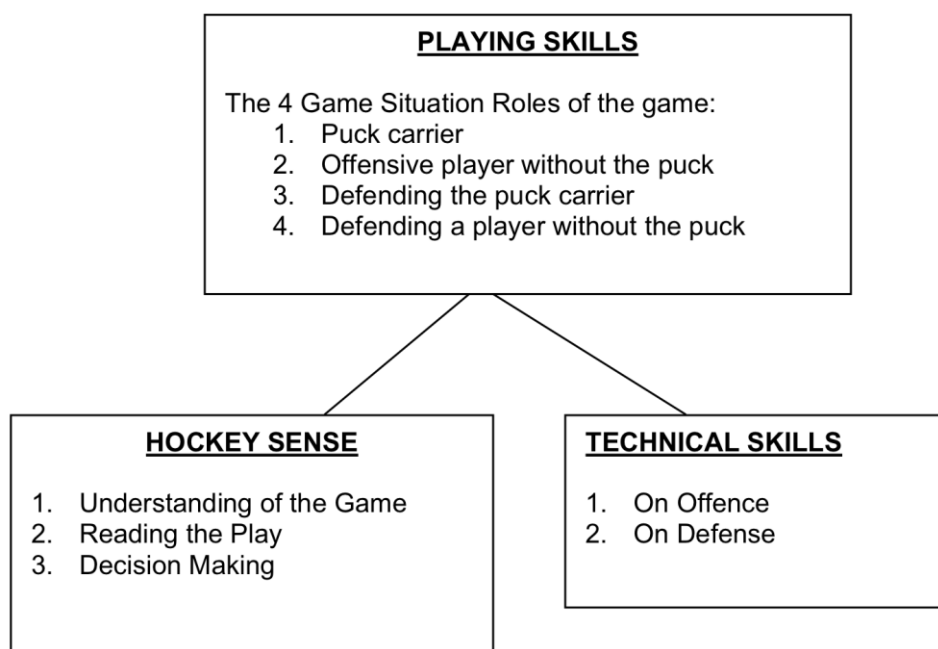 PLAYING SKILLS
The 4 Game Situation Roles of the game:
1. Puck carrier
2. Offensive player without the puck
3. Defending the puck carrier
4. Defending a player without the puck
HOCKEY SENSE
1. Understanding of the Game
2. Reading the Play
3. Decision Making
TECHNICAL SKILLS
1. On Offence
2. On Defense